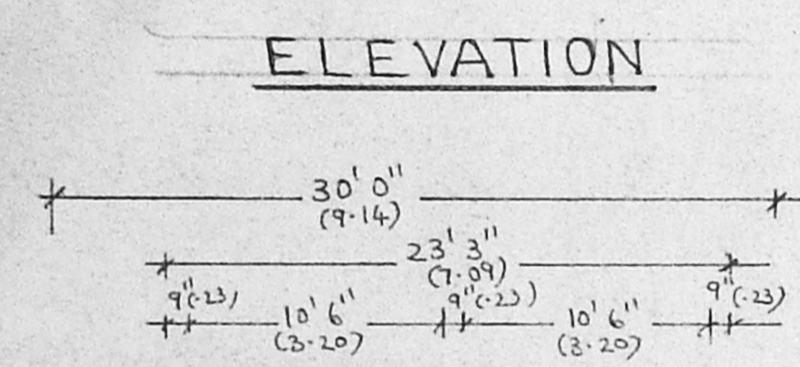 ELEVATION
30' 0"
(9.14)
23' 3"
(7.09)
9"(.23) 10' 6" 9"(.23) 10' 6" 9"(.23)
(3.20) (3.20)